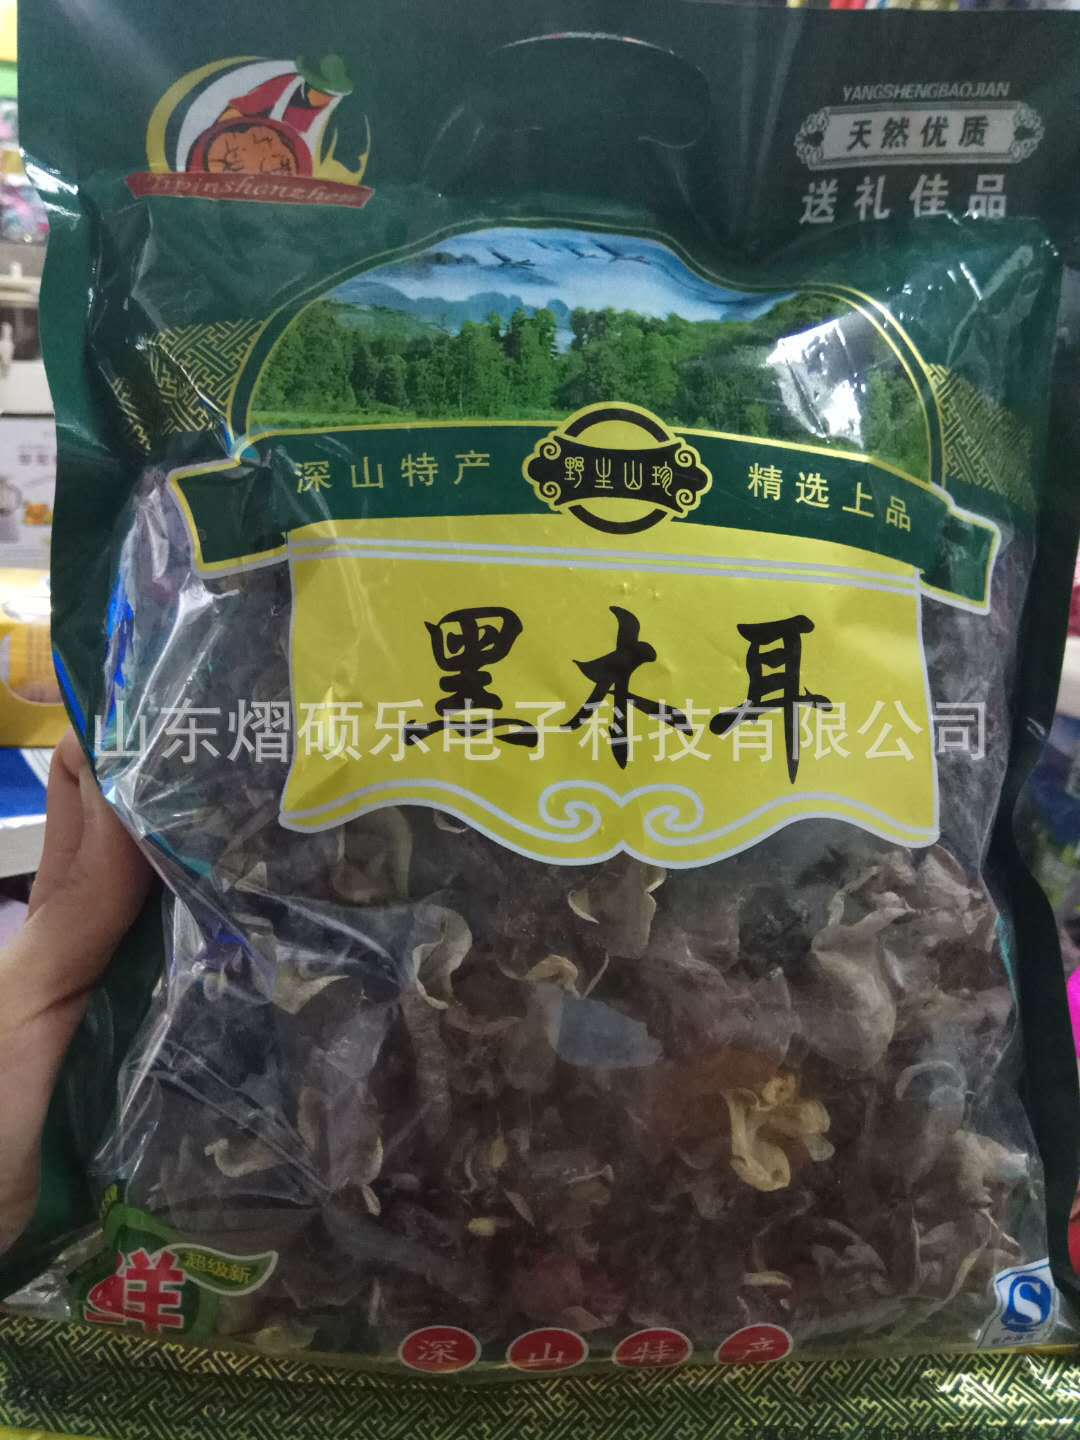 YANGSHENGBAOJIAN
天然优质
送礼佳品
Yipinshenzhen
深山特产
野生山珍
精选上品
黑木耳
山东熠硕乐电子科技有限公司
超级新
鲜
S
深山特产